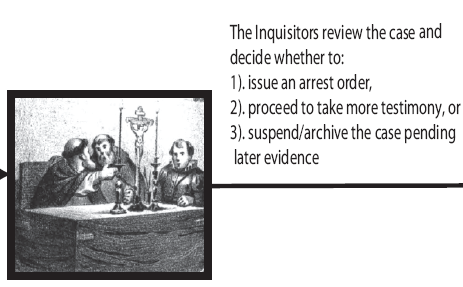 The Inquisitors review the case and
decide whether to:
1). issue an arrest order,
2). proceed to take more testimony, or
3). suspend/archive the case pending
later evidence